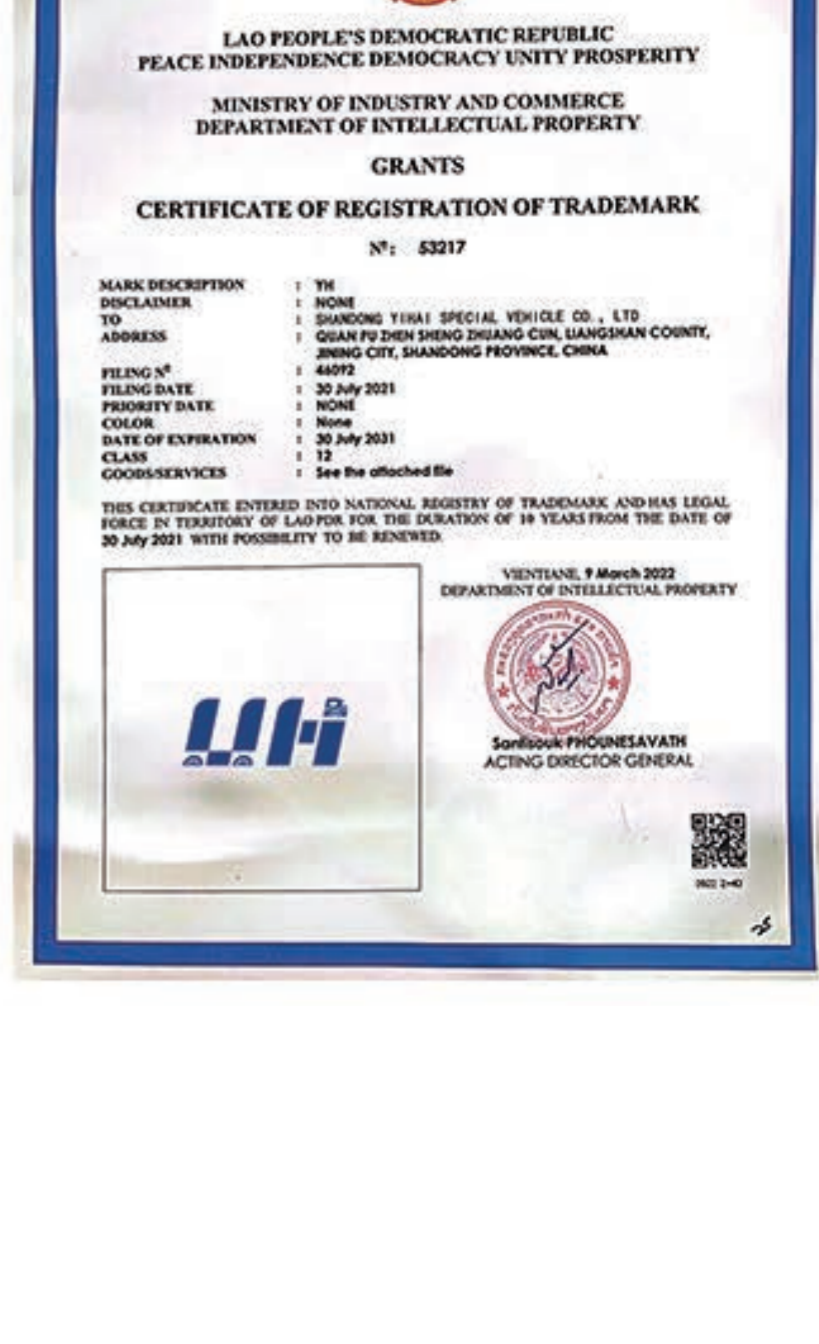 LAO PEOPLE'S DEMOCRATIC REPUBLIC
PEACE INDEPENDENCE DEMOCRACY UNITY PROSPERITY
MINISTRY OF INDUSTRY AND COMMERCE
DEPARTMENT OF INTELLECTUAL PROPERTY
GRANTS
CERTIFICATE OF REGISTRATION OF TRADEMARK
Nº: 53217
MARK DESCRIPTION : YH
DISCLAIMER : NONE
TO : SHANDONG YIHAI SPECIAL VEHICLE CO., LTD
ADDRESS : QUAN PU ZHEN SHENG ZHUANG CUN, LIANGSHAN COUNTY,
JINING CITY, SHANDONG PROVINCE, CHINA
FILING Nº : 46092
FILING DATE : 30 July 2021
PRIORITY DATE : NONE
COLOR : None
DATE OF EXPIRATION : 30 July 2031
CLASS : 12
GOODS/SERVICES : See the attached file
THIS CERTIFICATE ENTERED INTO NATIONAL REGISTRY OF TRADEMARK AND HAS LEGAL
FORCE IN TERRITORY OF LAO PDR FOR THE DURATION OF 10 YEARS FROM THE DATE OF
30 July 2021 WITH POSSIBILITY TO BE RENEWED.
VIENTIANE, 9 March 2022
DEPARTMENT OF INTELLECTUAL PROPERTY
YH
Santisouk PHOUNESAVATH
ACTING DIRECTOR GENERAL